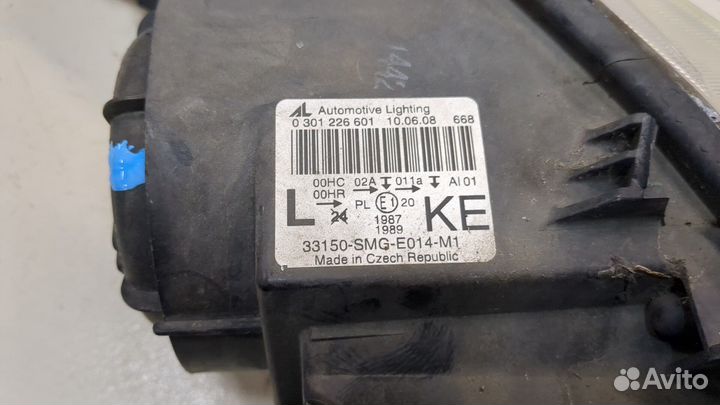 AL Automotive Lighting
0 301 226 601 10.06.08 668
00HC 02A 011a AI 01
00HR
L 24 PL E1 20 KE
1987
1989
33150-SMG-E014-M1
Made in Czech Republic
Avito